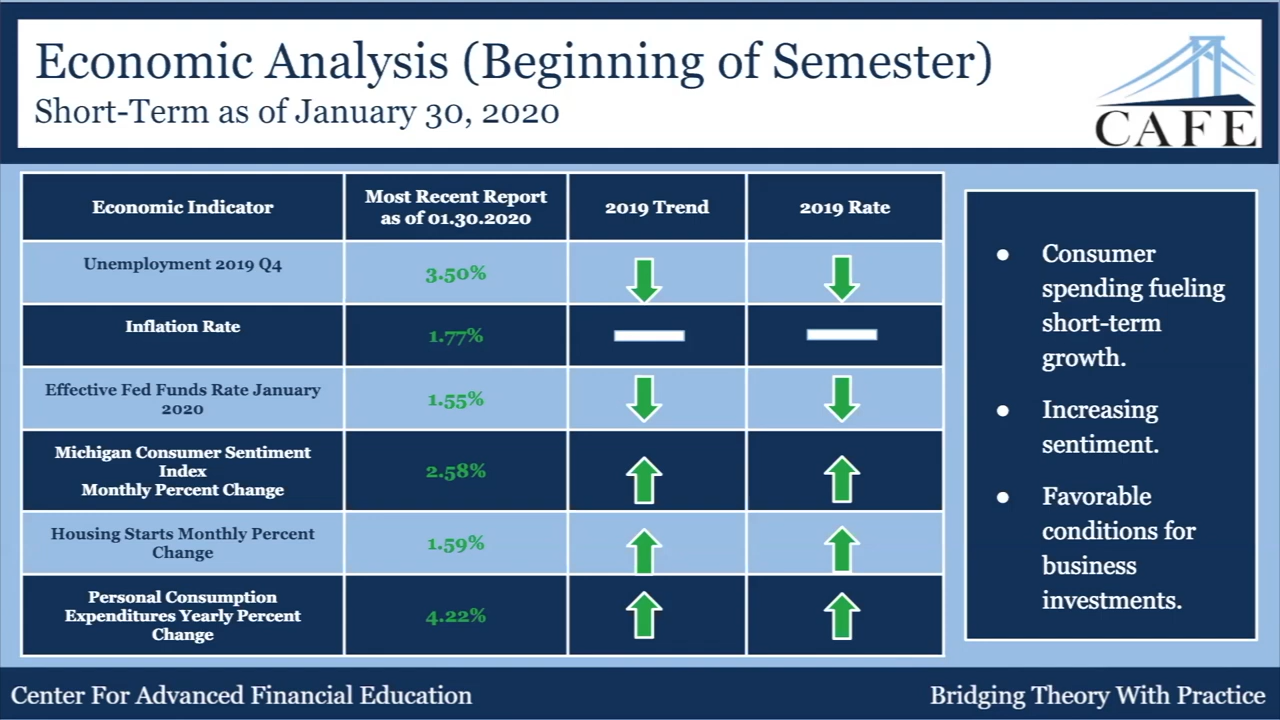 Economic Analysis (Beginning of Semester)
Short-Term as of January 30, 2020
CAFE
Economic Indicator
Most Recent Report
as of 01.30.2020
2019 Trend
2019 Rate
Unemployment 2019 Q4
3.50%
Inflation Rate
1.77%
Effective Fed Funds Rate January
2020
1.55%
Michigan Consumer Sentiment
Index
Monthly Percent Change
2.58%
Housing Starts Monthly Percent
Change
1.59%
Personal Consumption
Expenditures Yearly Percent
Change
4.22%
● Consumer
spending fueling
short-term
growth.
● Increasing
sentiment.
● Favorable
conditions for
business
investments.
Center For Advanced Financial Education
Bridging Theory With Practice